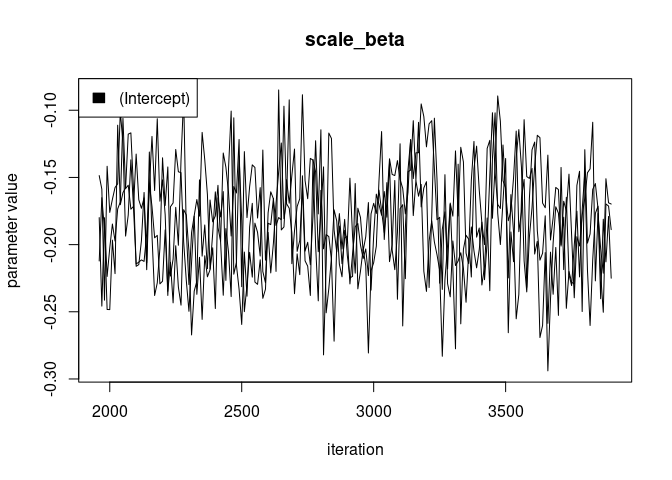 scale_beta
(Intercept)
-0.10
-0.15
-0.20
-0.25
-0.30
parameter value
2000 2500 3000 3500
iteration